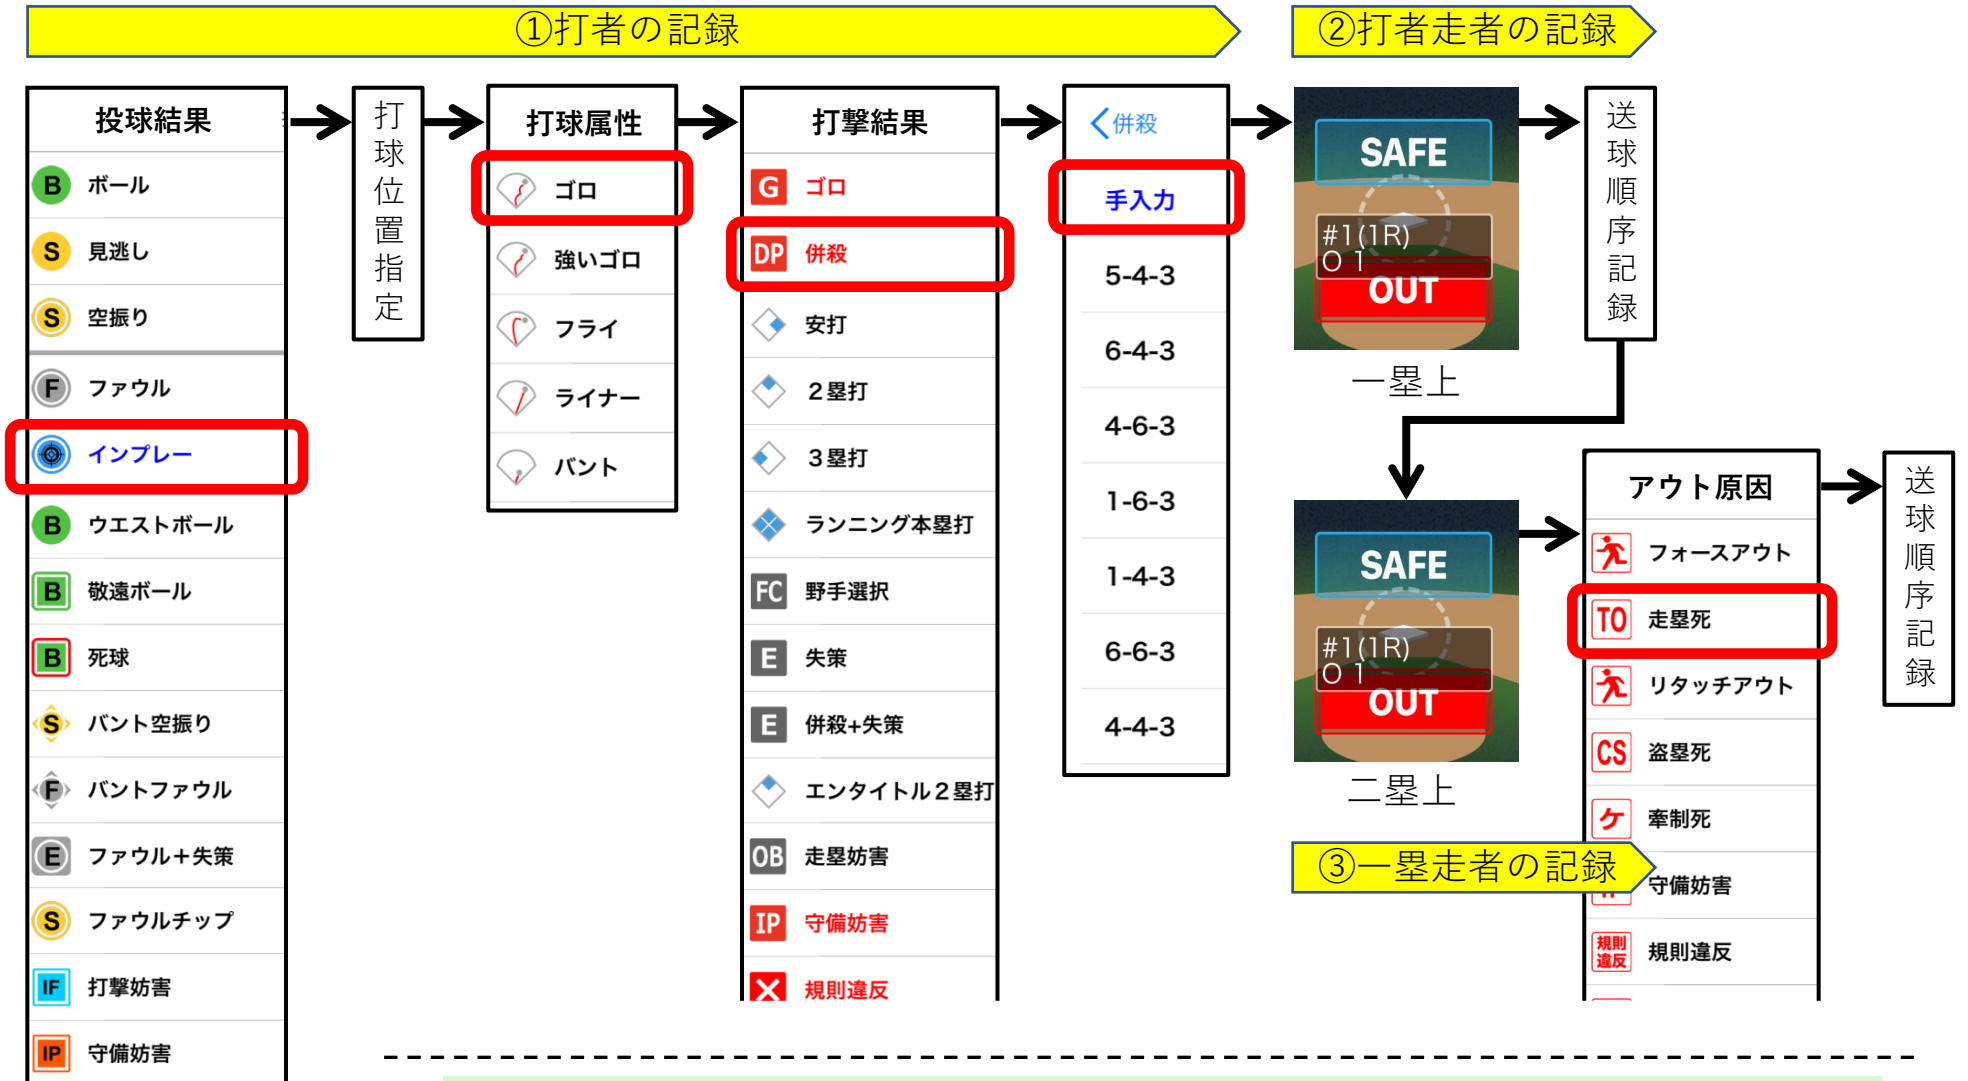 ①打者の記録
②打者走者の記録
投球結果
B ボール
S 見逃し
S 空振り
F ファウル
インプレー
B ウエストボール
B 敬遠ボール
B 死球
S バント空振り
F バントファウル
E ファウル＋失策
S ファウルチップ
IF 打撃妨害
IP 守備妨害
打球位置指定
打球属性
ゴロ
強いゴロ
フライ
ライナー
バント
打撃結果
G ゴロ
DP 併殺
安打
２塁打
３塁打
ランニング本塁打
FC 野手選択
E 失策
E 併殺+失策
エンタイトル２塁打
OB 走塁妨害
IP 守備妨害
規則違反
併殺
手入力
5-4-3
6-4-3
4-6-3
1-6-3
1-4-3
6-6-3
4-4-3
SAFE
#1(1R)
O 1
OUT
一塁上
送球順序記録
SAFE
#1(1R)
O 1
OUT
二塁上
③一塁走者の記録
アウト原因
フォースアウト
TO 走塁死
リタッチアウト
CS 盗塁死
ケ 牽制死
守備妨害
規則違反 規則違反
送球順序記録